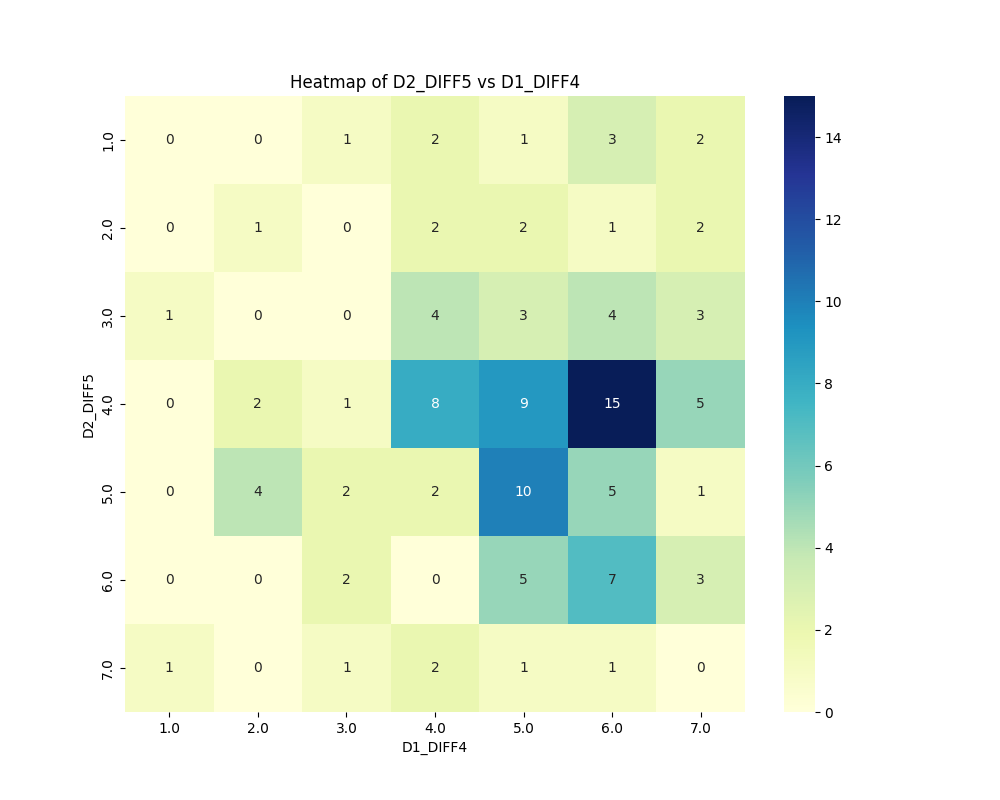 Heatmap of D2_DIFF5 vs D1_DIFF4
1.0 0 0 1 2 1 3 2
2.0 0 1 0 2 2 1 2
3.0 1 0 0 4 3 4 3
4.0 0 2 1 8 9 15 5
5.0 0 4 2 2 10 5 1
6.0 0 0 2 0 5 7 3
7.0 1 0 1 2 1 1 0
1.0 2.0 3.0 4.0 5.0 6.0 7.0
D1_DIFF4
D2_DIFF5
14
12
10
8
6
4
2
0